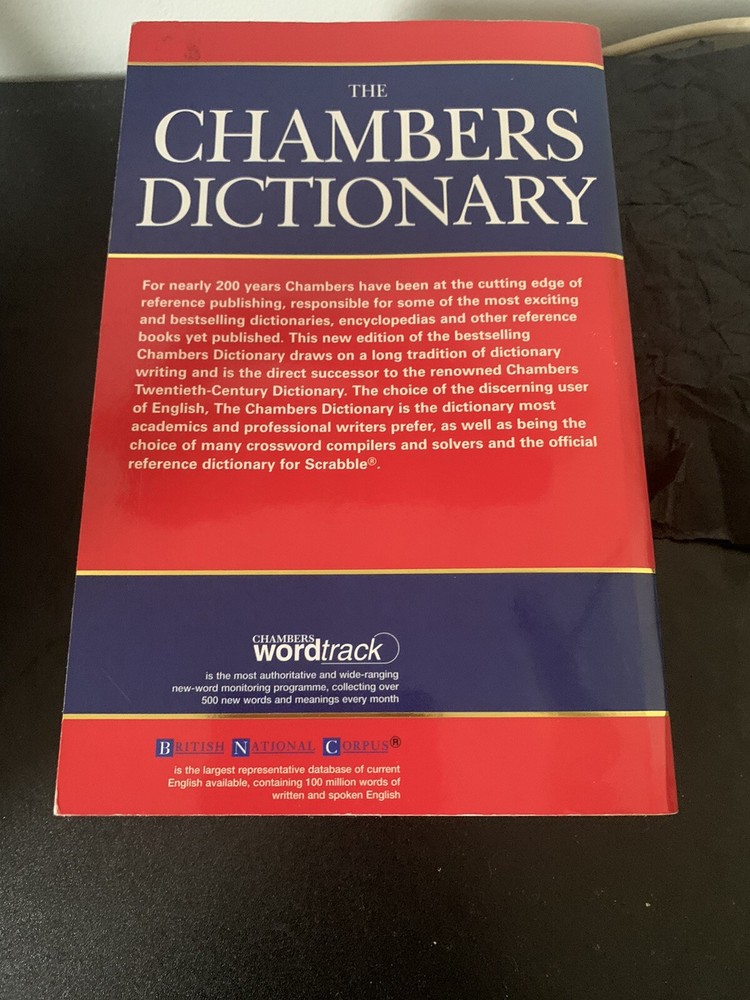 THE
CHAMBERS
DICTIONARY
For nearly 200 years Chambers have been at the cutting edge of
reference publishing, responsible for some of the most exciting
and bestselling dictionaries, encyclopedias and other reference
books yet published. This new edition of the bestselling
Chambers Dictionary draws on a long tradition of dictionary
writing and is the direct successor to the renowned Chambers
Twentieth-Century Dictionary. The choice of the discerning user
of English, The Chambers Dictionary is the dictionary most
academics and professional writers prefer, as well as being the
choice of many crossword compilers and solvers and the official
reference dictionary for Scrabble®.
CHAMBERS
wordtrack
is the most authoritative and wide-ranging
new-word monitoring programme, collecting over
500 new words and meanings every month
BRITISH NATIONAL CORPUS®
is the largest representative database of current
English available, containing 100 million words of
written and spoken English